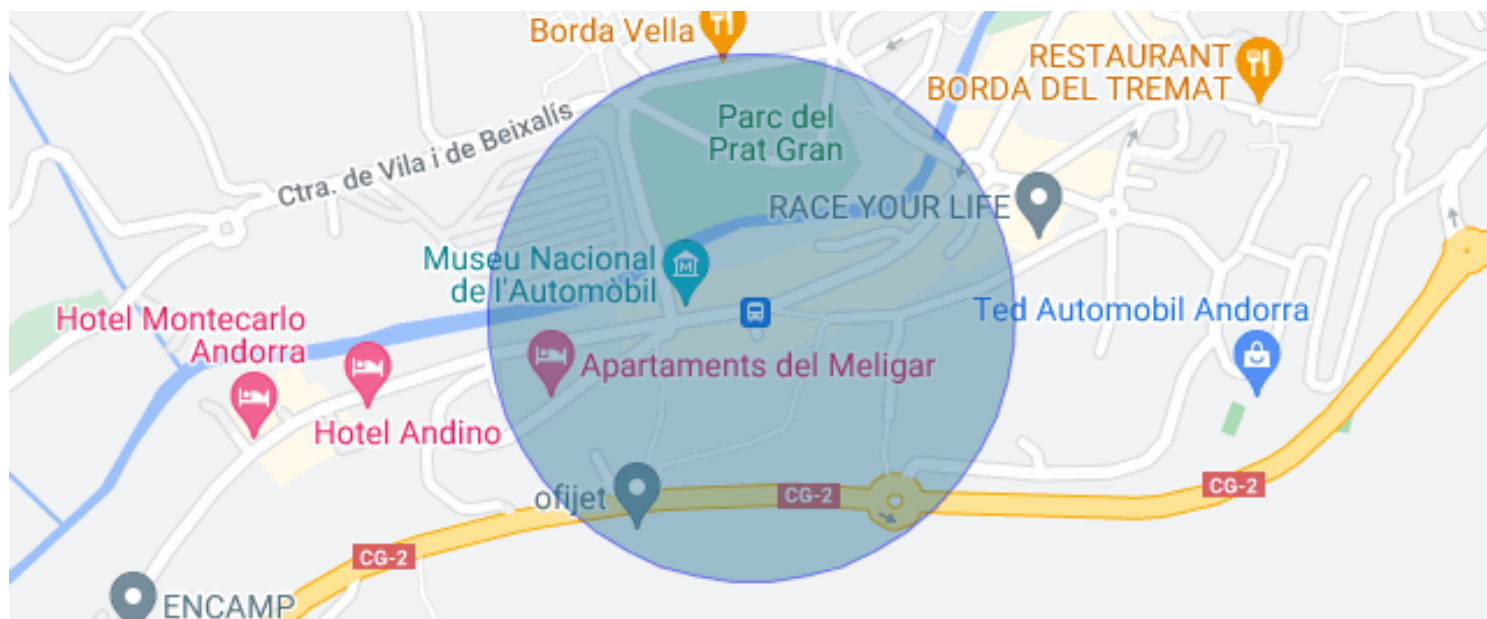 Borda Vella
RESTAURANT
BORDA DEL TREMAT
Parc del
Prat Gran
Ctra. de Vila i de Beixalís
RACE YOUR LIFE
Museu Nacional
de l'Automòbil
M
Hotel Montecarlo
Andorra
Ted Automobil Andorra
Apartaments del Meligar
Hotel Andino
ofijet
CG-2
CG-2
CG-2
ENCAMP